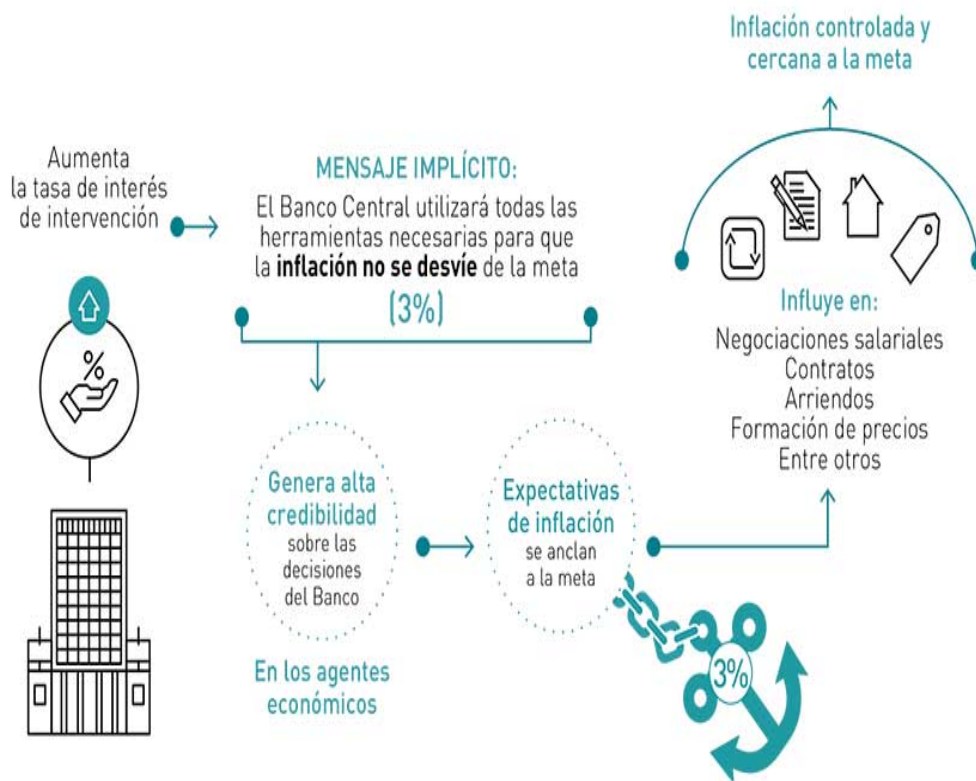 Aumenta
la tasa de interés
de intervención
MENSAJE IMPLÍCITO:
El Banco Central utilizará todas las
herramientas necesarias para que
la inflación no se desvíe de la meta
(3%)
%
Genera alta
credibilidad
sobre las
decisiones
del Banco
En los agentes
económicos
Expectativas
de inflación
se anclan
a la meta
3%
Inflación controlada y
cercana a la meta
Influye en:
Negociaciones salariales
Contratos
Arriendos
Formación de precios
Entre otros